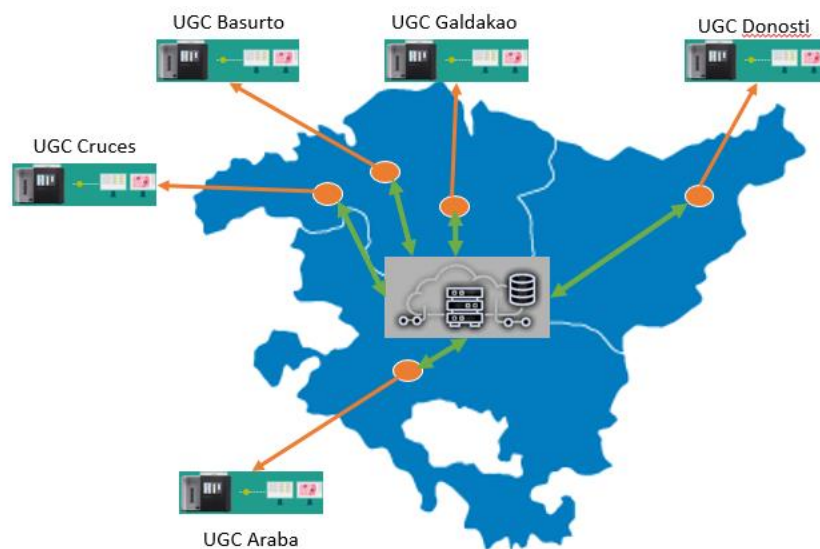 UGC Basurto
UGC Galdakao
UGC Donosti
UGC Cruces
UGC Araba